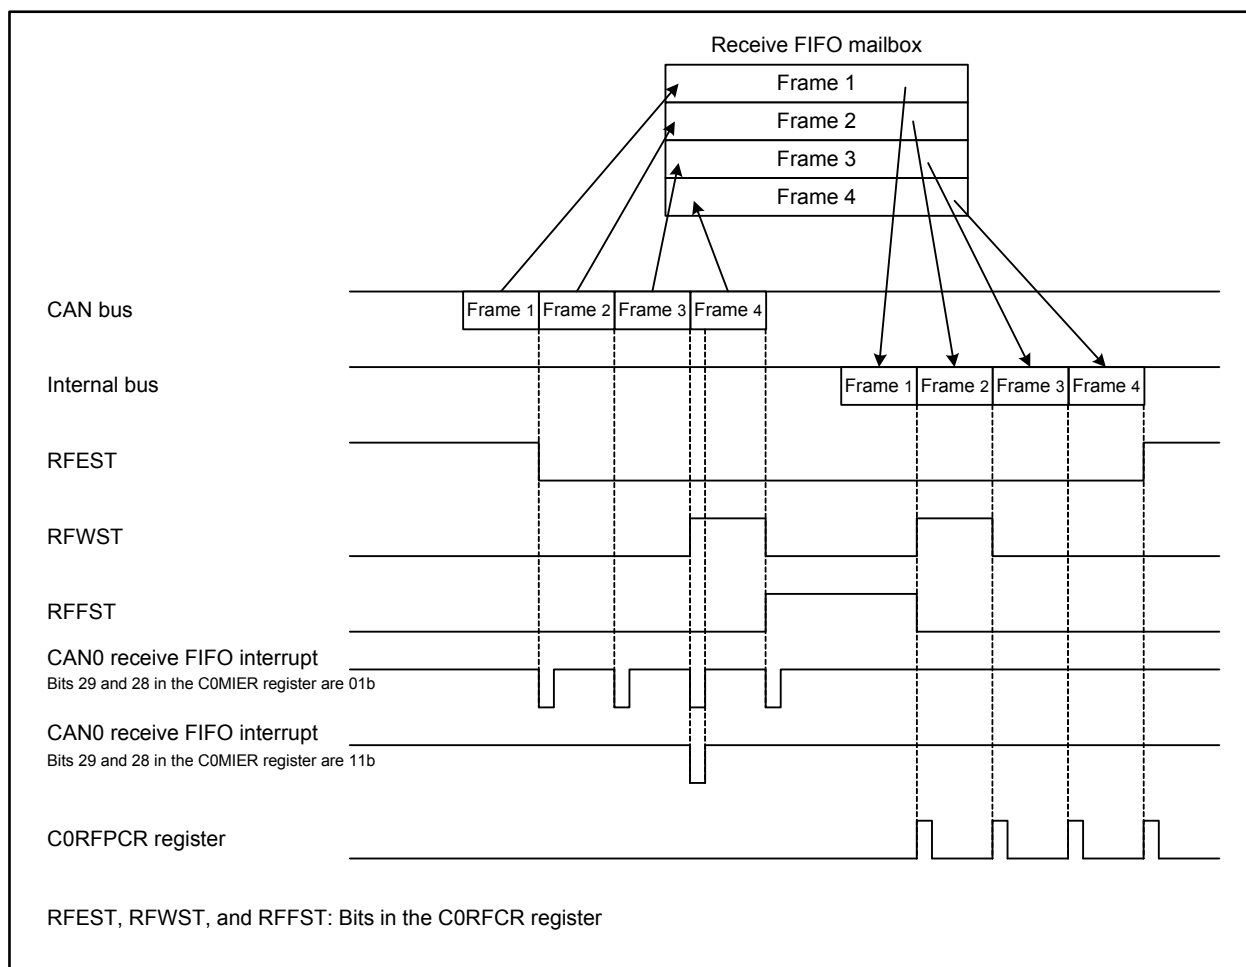 Receive FIFO mailbox
Frame 1
Frame 2
Frame 3
Frame 4
CAN bus
Frame 1 Frame 2 Frame 3 Frame 4
Internal bus
Frame 1 Frame 2 Frame 3 Frame 4
RFEST
RFWST
RFFST
CAN0 receive FIFO interrupt
Bits 29 and 28 in the C0MIER register are 01b
CAN0 receive FIFO interrupt
Bits 29 and 28 in the C0MIER register are 11b
C0RFPCR register
RFEST, RFWST, and RFFST: Bits in the C0RFCR register